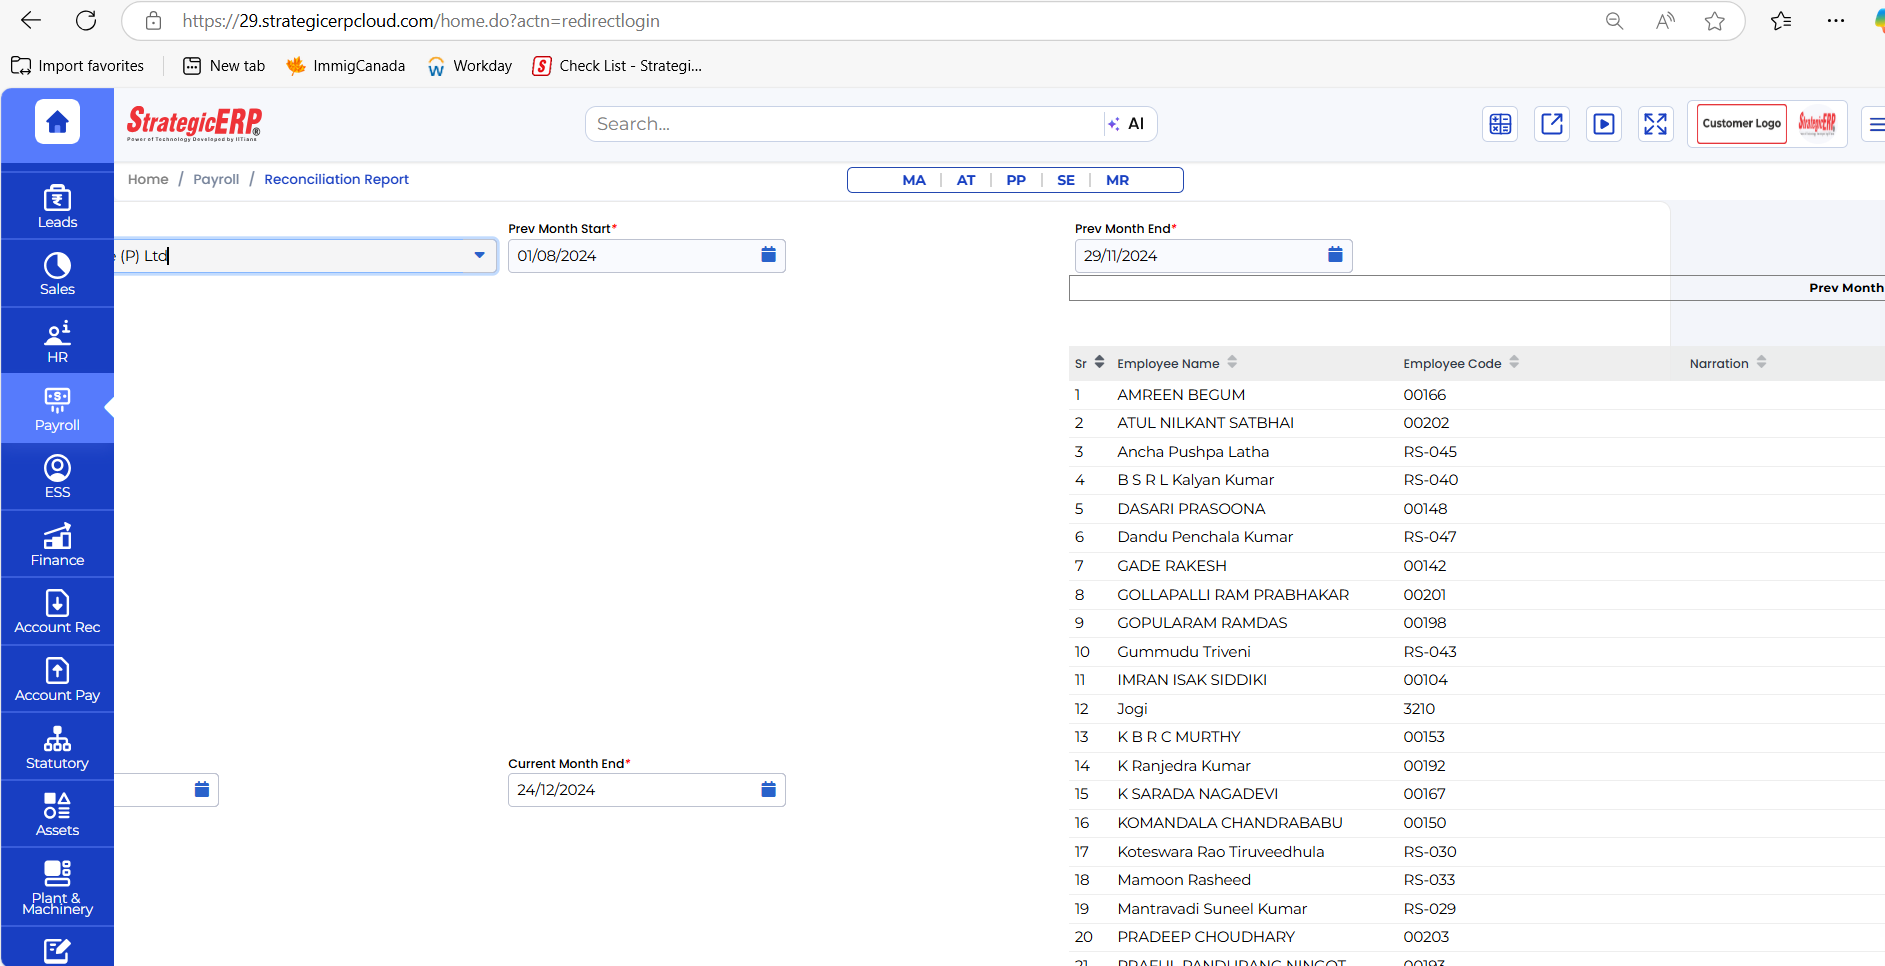 https://29.strategicerpcloud.com/home.do?actn=redirectlogin
Import favorites
New tab
ImmigCanada
Workday
Check List - Strategi...
StrategicERP
Power of Technology Developed by IITians
Search...
AI
Customer Logo
StrategicERP
Home / Payroll / Reconciliation Report
MA | AT | PP | SE | MR
Leads
Sales
HR
Payroll
ESS
Finance
Account Rec
Account Pay
Statutory
Assets
Plant &
Machinery
(P) Ltd
Prev Month Start*
01/08/2024
Prev Month End*
29/11/2024
Prev Month
Current Month End*
24/12/2024
Sr Employee Name Employee Code Narration
1 AMREEN BEGUM 00166
2 ATUL NILKANT SATBHAI 00202
3 Ancha Pushpa Latha RS-045
4 B S R L Kalyan Kumar RS-040
5 DASARI PRASOONA 00148
6 Dandu Penchala Kumar RS-047
7 GADE RAKESH 00142
8 GOLLAPALLI RAM PRABHAKAR 00201
9 GOPULARAM RAMDAS 00198
10 Gummudu Triveni RS-043
11 IMRAN ISAK SIDDIKI 00104
12 Jogi 3210
13 K B R C MURTHY 00153
14 K Ranjedra Kumar 00192
15 K SARADA NAGADEVI 00167
16 KOMANDALA CHANDRABABU 00150
17 Koteswara Rao Tiruveedhula RS-030
18 Mamoon Rasheed RS-033
19 Mantravadi Suneel Kumar RS-029
20 PRADEEP CHOUDHARY 00203
21 PRAFUL PANDURANG 00193